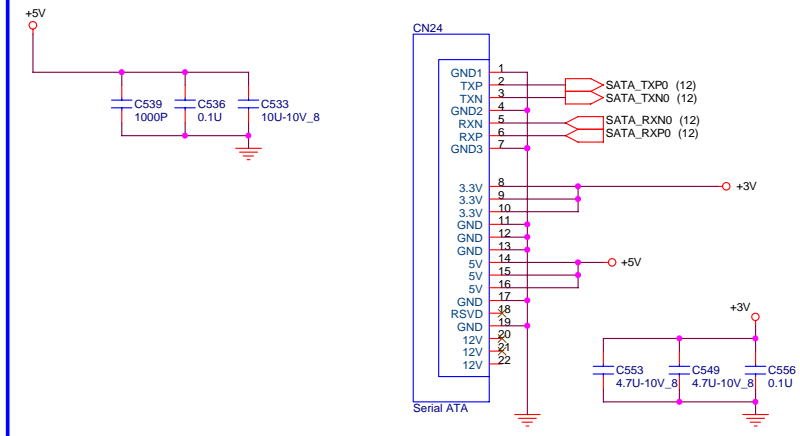 +5V
C539
1000P
C536
0.1U
C533
10U-10V_8
CN24
GND1 1
TXP 2 SATA_TXP0 (12)
TXN 3 SATA_TXN0 (12)
GND2 4
RXN 5 SATA_RXN0 (12)
RXP 6 SATA_RXP0 (12)
GND3 7
3.3V 8 +3V
3.3V 9
3.3V 10
GND 11
GND 12
GND 13
5V 14 +5V
5V 15
5V 16
GND 17
RSVD 18
GND 19
12V 20
12V 21
12V 22
Serial ATA
+3V
C553
4.7U-10V_8
C549
4.7U-10V_8
C556
0.1U